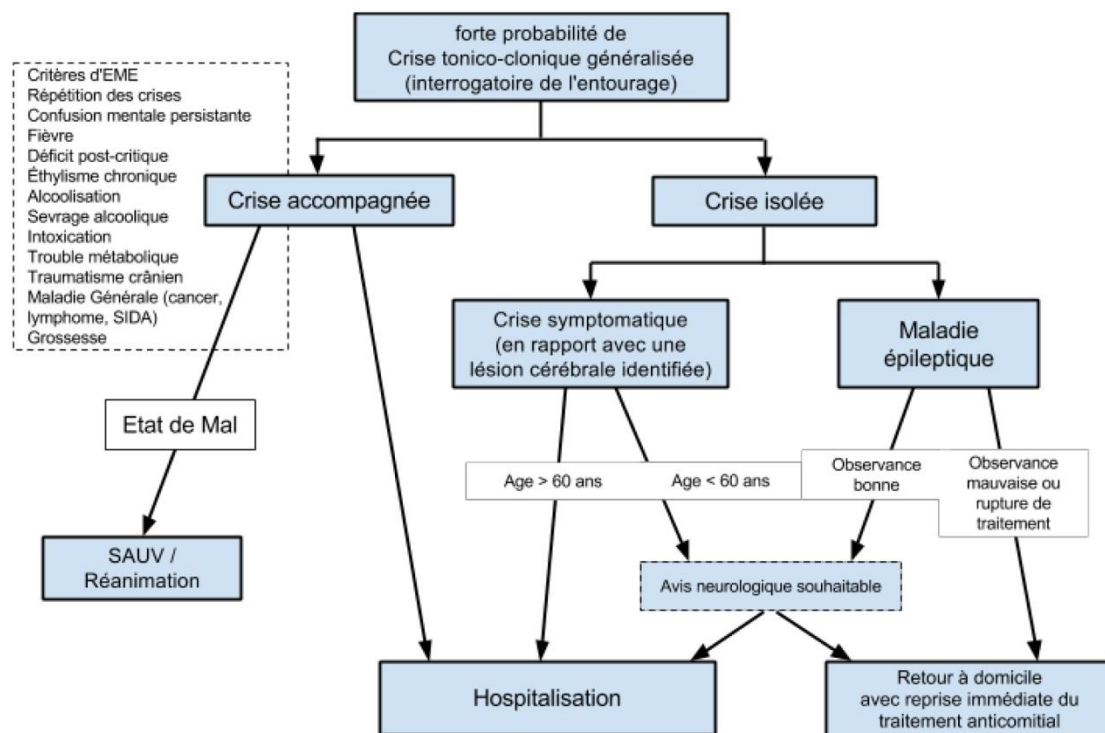 forte probabilité de
Crise tonico-clonique généralisée
(interrogatoire de l'entourage)
Critères d'EME
Répétition des crises
Confusion mentale persistante
Fièvre
Déficit post-critique
Éthylisme chronique
Alcoolisation
Sevrage alcoolique
Intoxication
Trouble métabolique
Traumatisme crânien
Maladie Générale (cancer,
lymphome, SIDA)
Grossesse
Crise accompagnée
Crise isolée
Crise symptomatique
(en rapport avec une
lésion cérébrale identifiée)
Maladie
épileptique
Etat de Mal
Age > 60 ans
Age < 60 ans
Observance
bonne
Observance
mauvaise ou
rupture de
traitement
SAUV /
Réanimation
Avis neurologique souhaitable
Hospitalisation
Retour à domicile
avec reprise immédiate du
traitement anticomitial